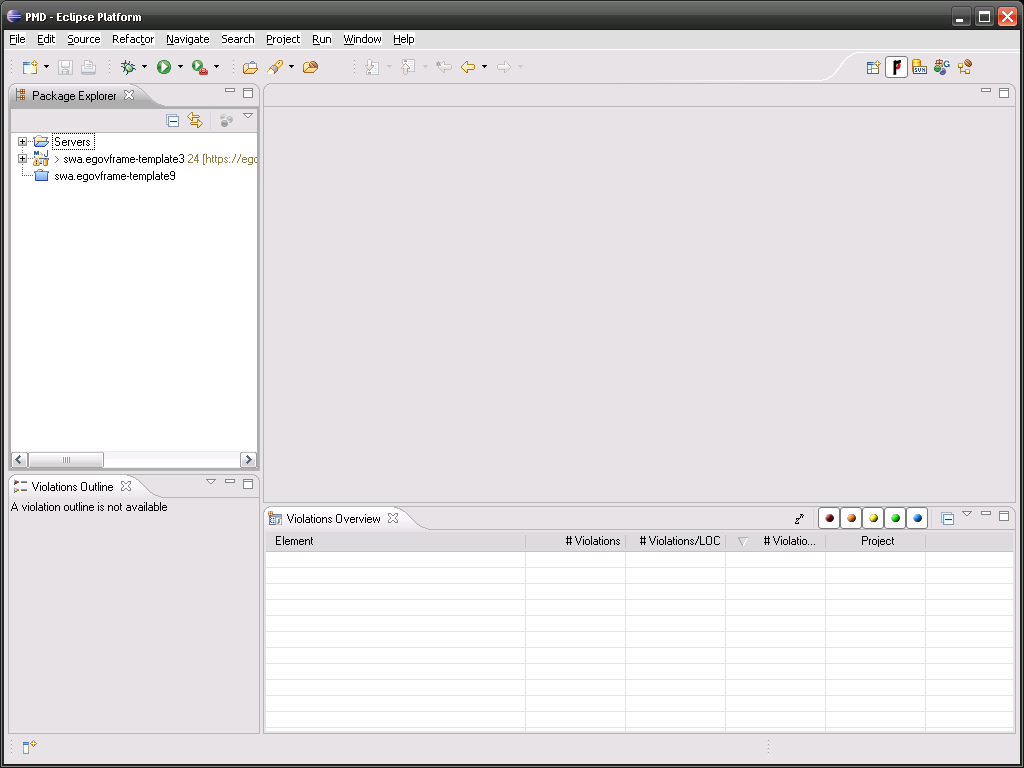 PMD - Eclipse Platform
File Edit Source Refactor Navigate Search Project Run Window Help
Package Explorer
Servers
> swa.egovframe-template3 24 [https://ego
swa.egovframe-template9
Violations Outline
A violation outline is not available
Violations Overview
Element # Violations # Violations/LOC # Violatio... Project